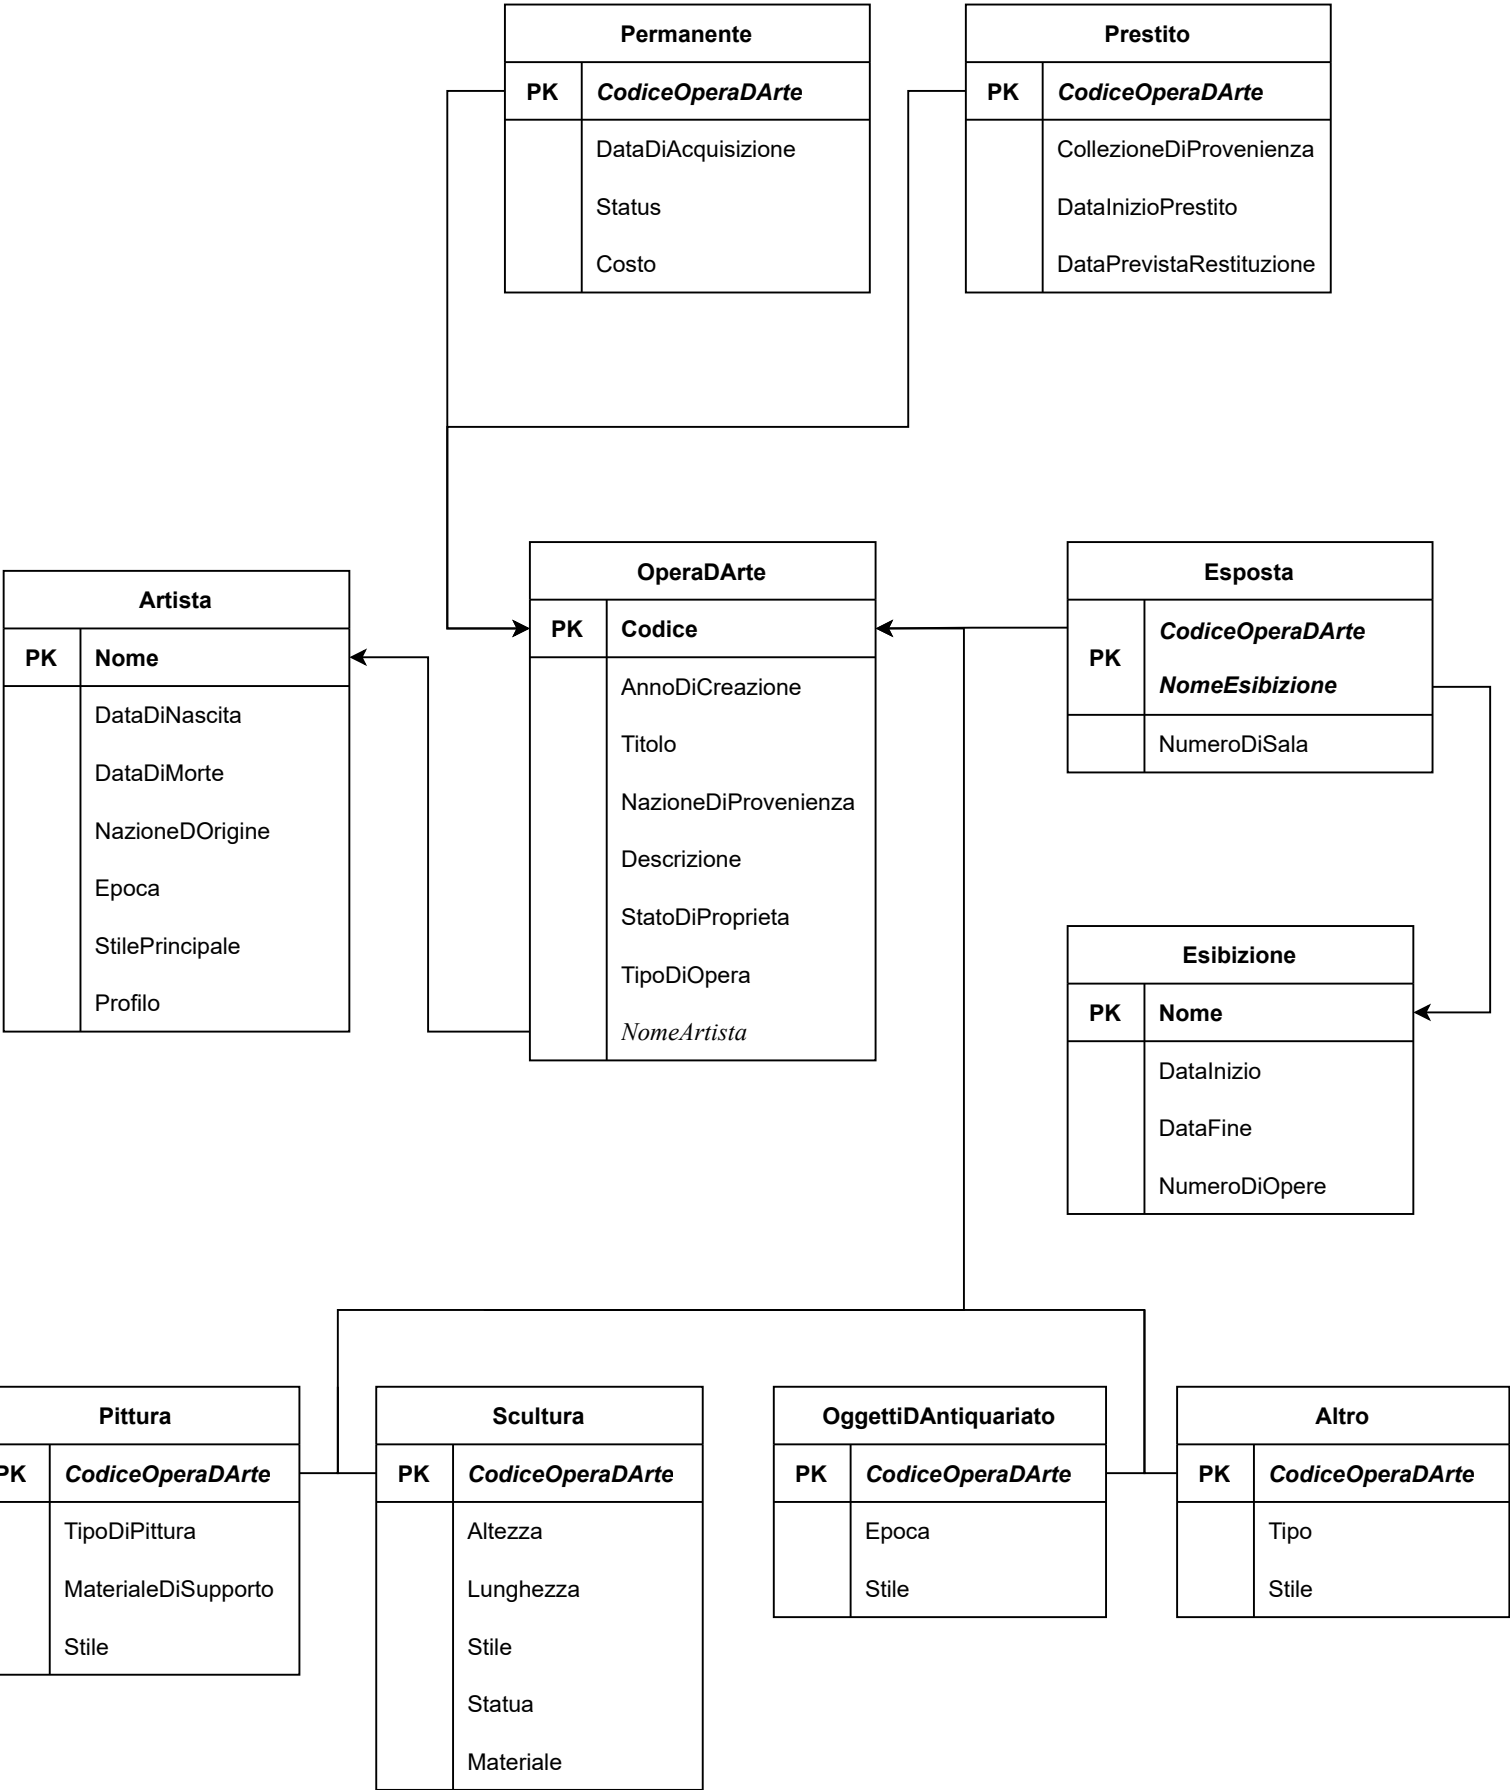 Permanente
PK CodiceOperaDArte
DataDiAcquisizione
Status
Costo
Prestito
PK CodiceOperaDArte
CollezioneDiProvenienza
DataInizioPrestito
DataPrevistaRestituzione
Artista
PK Nome
DataDiNascita
DataDiMorte
NazioneDOrigine
Epoca
StilePrincipale
Profilo
OperaDArte
PK Codice
AnnoDiCreazione
Titolo
NazioneDiProvenienza
Descrizione
StatoDiProprieta
TipoDiOpera
NomeArtista
Esposta
PK CodiceOperaDArte
NomeEsibizione
NumeroDiSala
Esibizione
PK Nome
DataInizio
DataFine
NumeroDiOpere
Pittura
PK CodiceOperaDArte
TipoDiPittura
MaterialeDiSupporto
Stile
Scultura
PK CodiceOperaDArte
Altezza
Lunghezza
Stile
Statua
Materiale
OggettiDAntiquariato
PK CodiceOperaDArte
Epoca
Stile
Altro
PK CodiceOperaDArte
Tipo
Stile